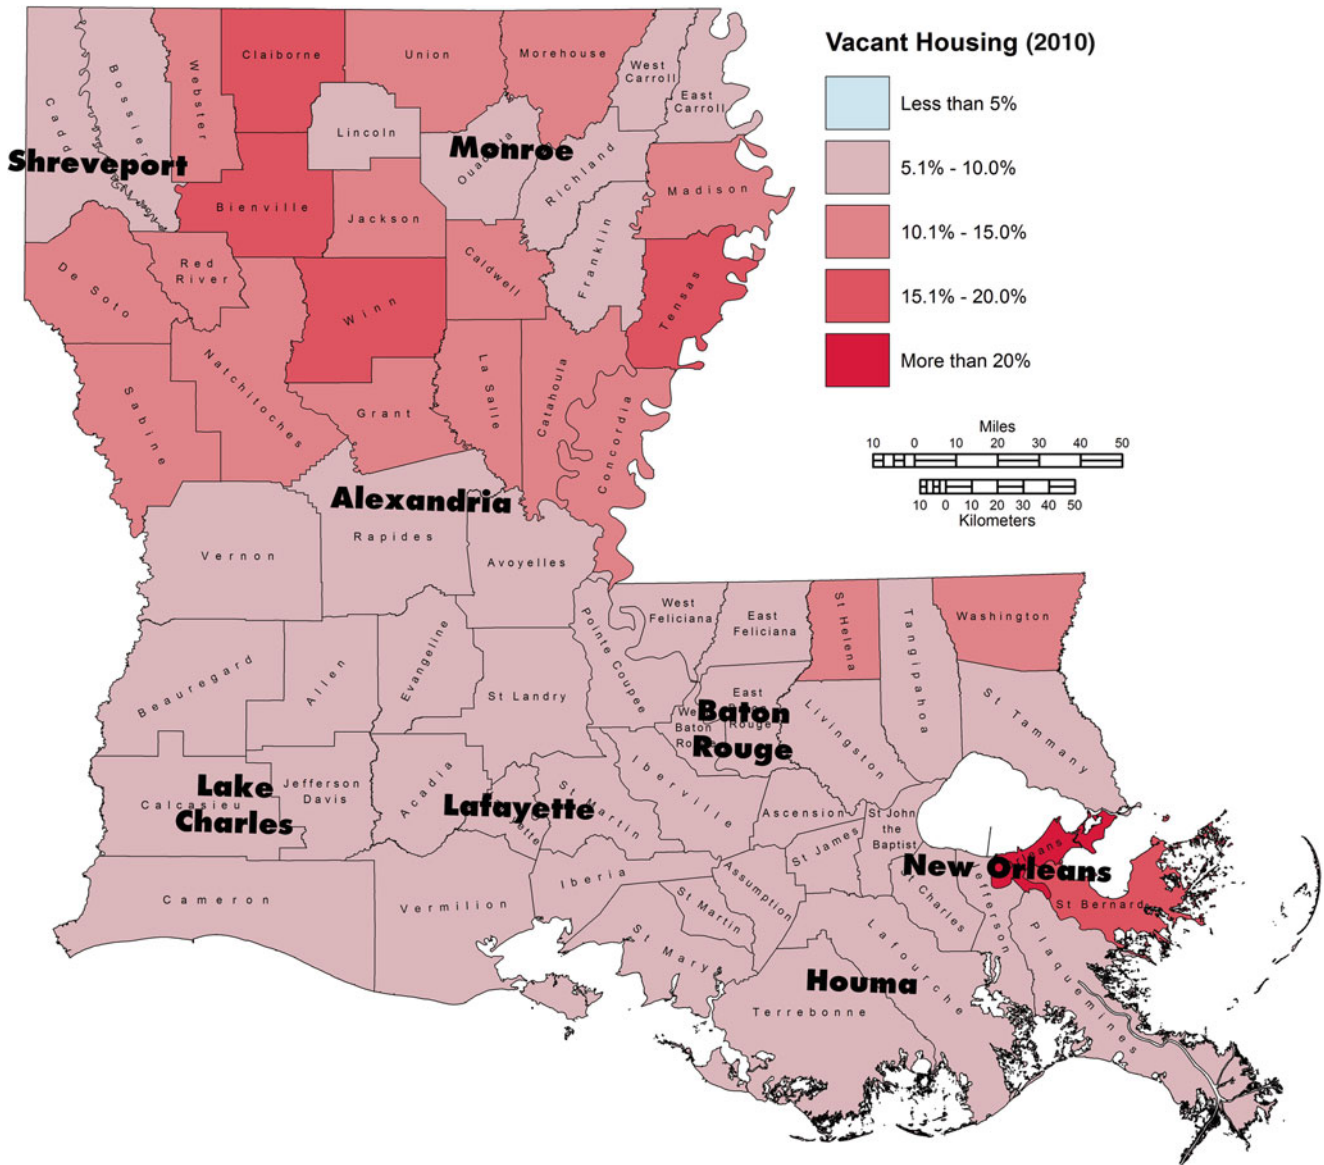 Vacant Housing (2010)
Less than 5%
5.1% - 10.0%
10.1% - 15.0%
15.1% - 20.0%
More than 20%
Miles
10 0 10 20 30 40 50
10 0 10 20 30 40 50
Kilometers
Claiborne
Union
Morehouse
West
Carroll
East
Carroll
Webster
Bossier
Caddo
Lincoln
Shreveport
Monroe
Ouachita
Richland
Madison
Bienville
Jackson
Franklin
Caldwell
Red
River
De Soto
Winn
Tensas
Natchitoches
Sabine
Grant
La Salle
Catahoula
Concordia
Alexandria
Rapides
Vernon
Avoyelles
West
Feliciana
East
Feliciana
St Helena
Tangipahoa
Washington
Pointe Coupee
Beauregard
Allen
Evangeline
St Landry
East
Rouge
West
Baton
Rouge
Baton
Rouge
Livingston
St Tammany
Lake
Charles
Calcasieu
Jefferson
Davis
Acadia
Lafayette
St Martin
Iberville
Ascension
St James
St John
the
Baptist
New Orleans
Orleans
St Bernard
Cameron
Vermilion
Iberia
St Martin
Assumption
St Charles
Jefferson
Plaquemines
St Mary
Lafourche
Houma
Terrebonne